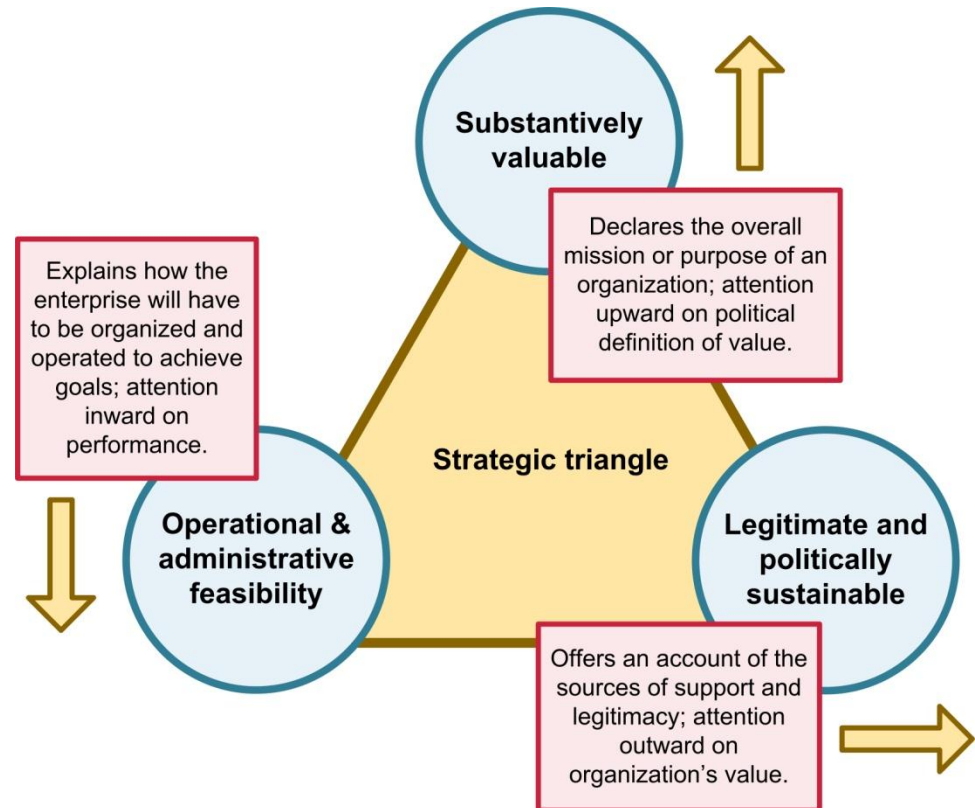 Substantively
valuable
Declares the overall
mission or purpose of an
organization; attention
upward on political
definition of value.
Explains how the
enterprise will have
to be organized and
operated to achieve
goals; attention
inward on
performance.
Strategic triangle
Operational &
administrative
feasibility
Legitimate and
politically
sustainable
Offers an account of the
sources of support and
legitimacy; attention
outward on
organization’s value.